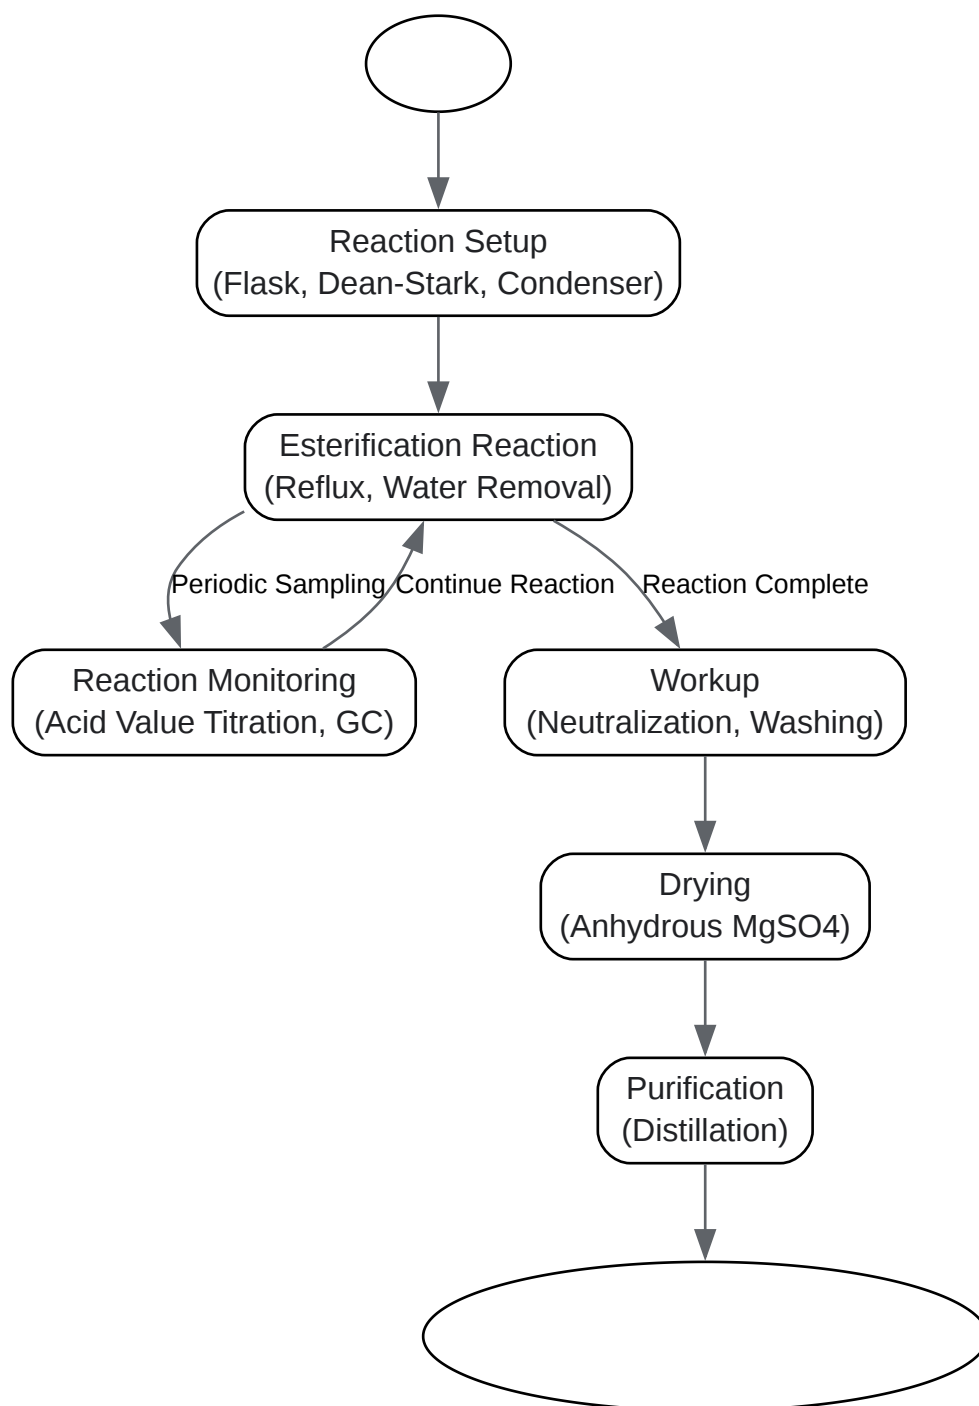 Reaction Setup
(Flask, Dean-Stark, Condenser)
Esterification Reaction
(Reflux, Water Removal)
Periodic Sampling
Continue Reaction
Reaction Complete
Reaction Monitoring
(Acid Value Titration, GC)
Workup
(Neutralization, Washing)
Drying
(Anhydrous MgSO4)
Purification
(Distillation)